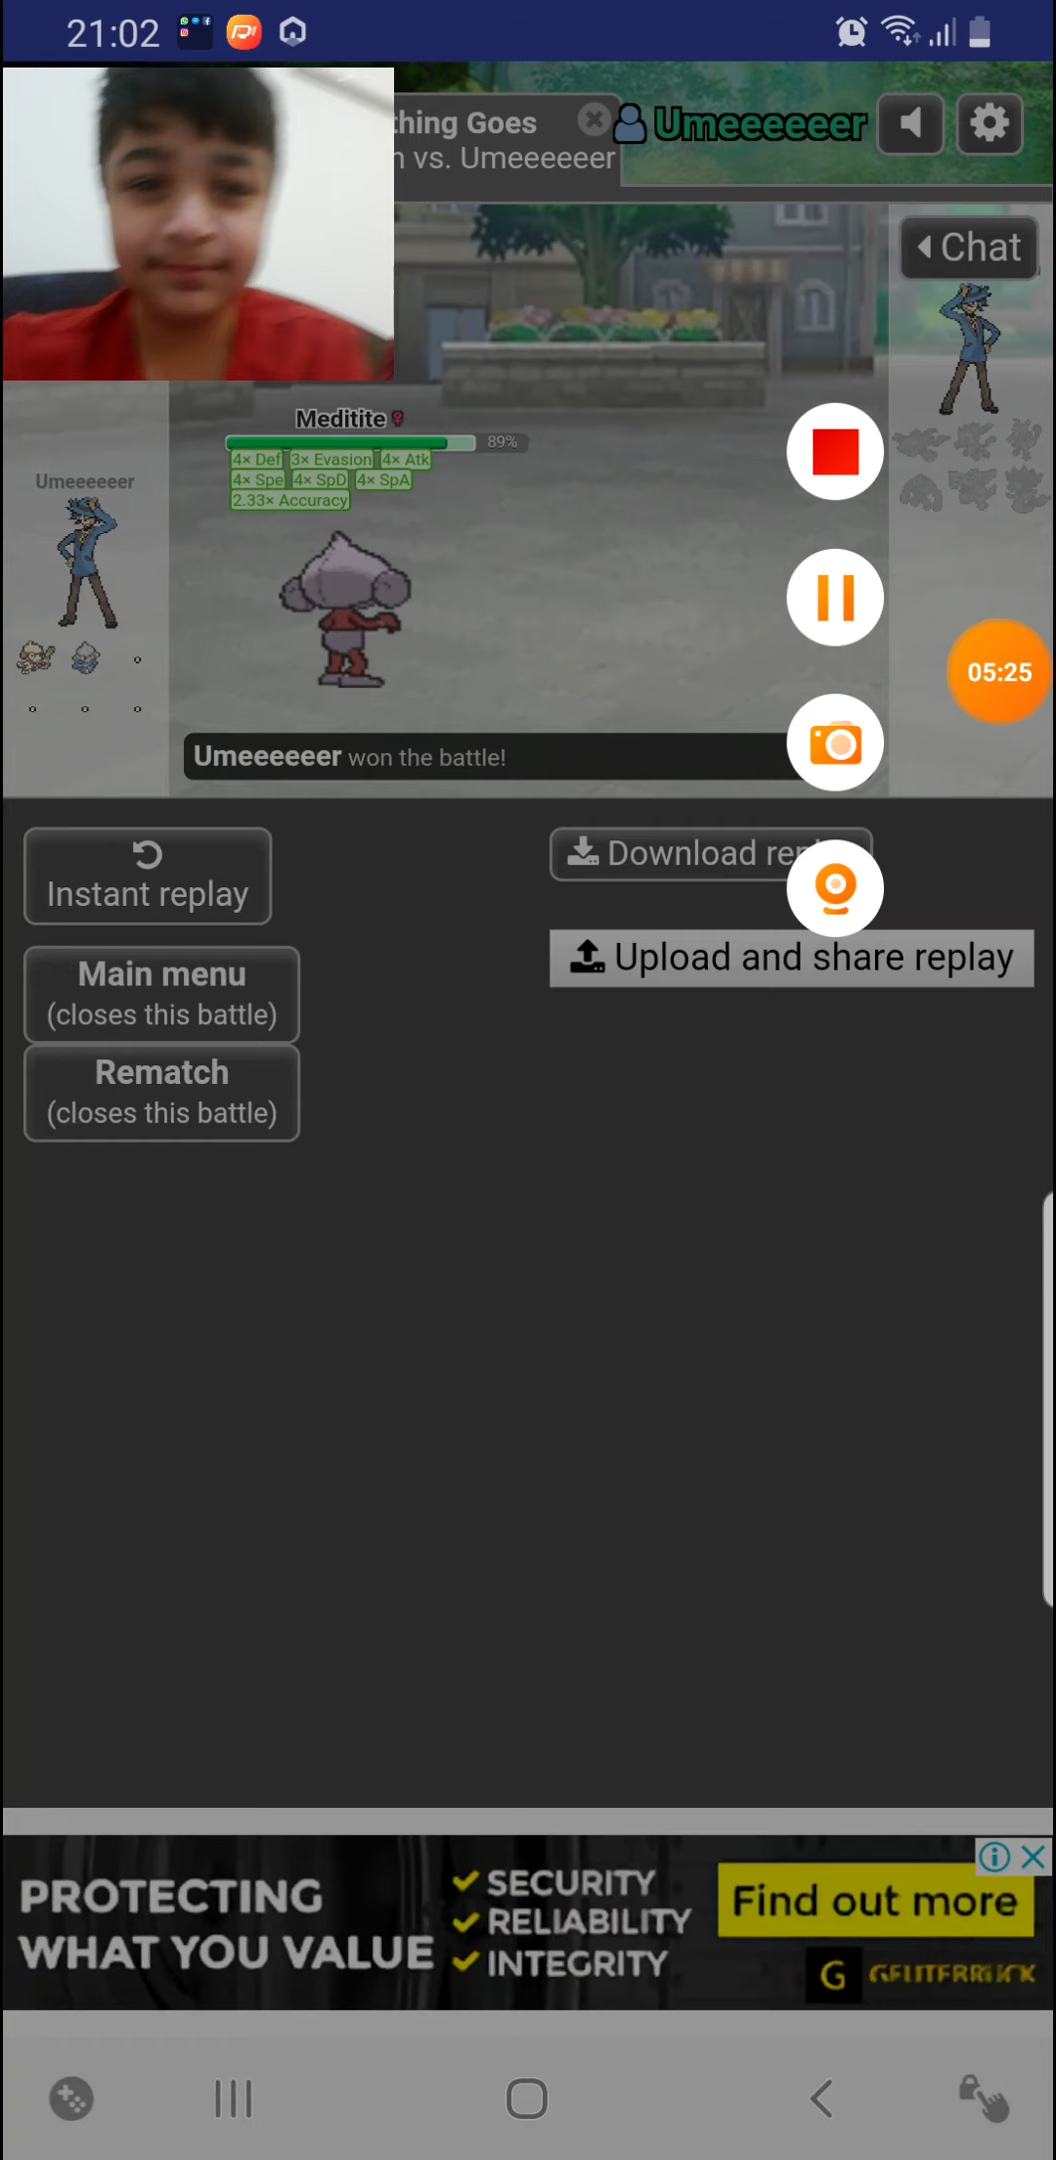 21:02
thing Goes
n vs. Umeeeeeer
Umeeeeeer
Chat
Meditite
89%
4× Def 3× Evasion 4× Atk
4× Spe 4× SpD 4× SpA
2.33× Accuracy
Umeeeeeer
05:25
Umeeeeeer won the battle!
Instant replay
Download rep
Upload and share replay
Main menu
(closes this battle)
Rematch
(closes this battle)
PROTECTING
WHAT YOU VALUE
SECURITY
RELIABILITY
INTEGRITY
Find out more
G GEUTEBRÜCK